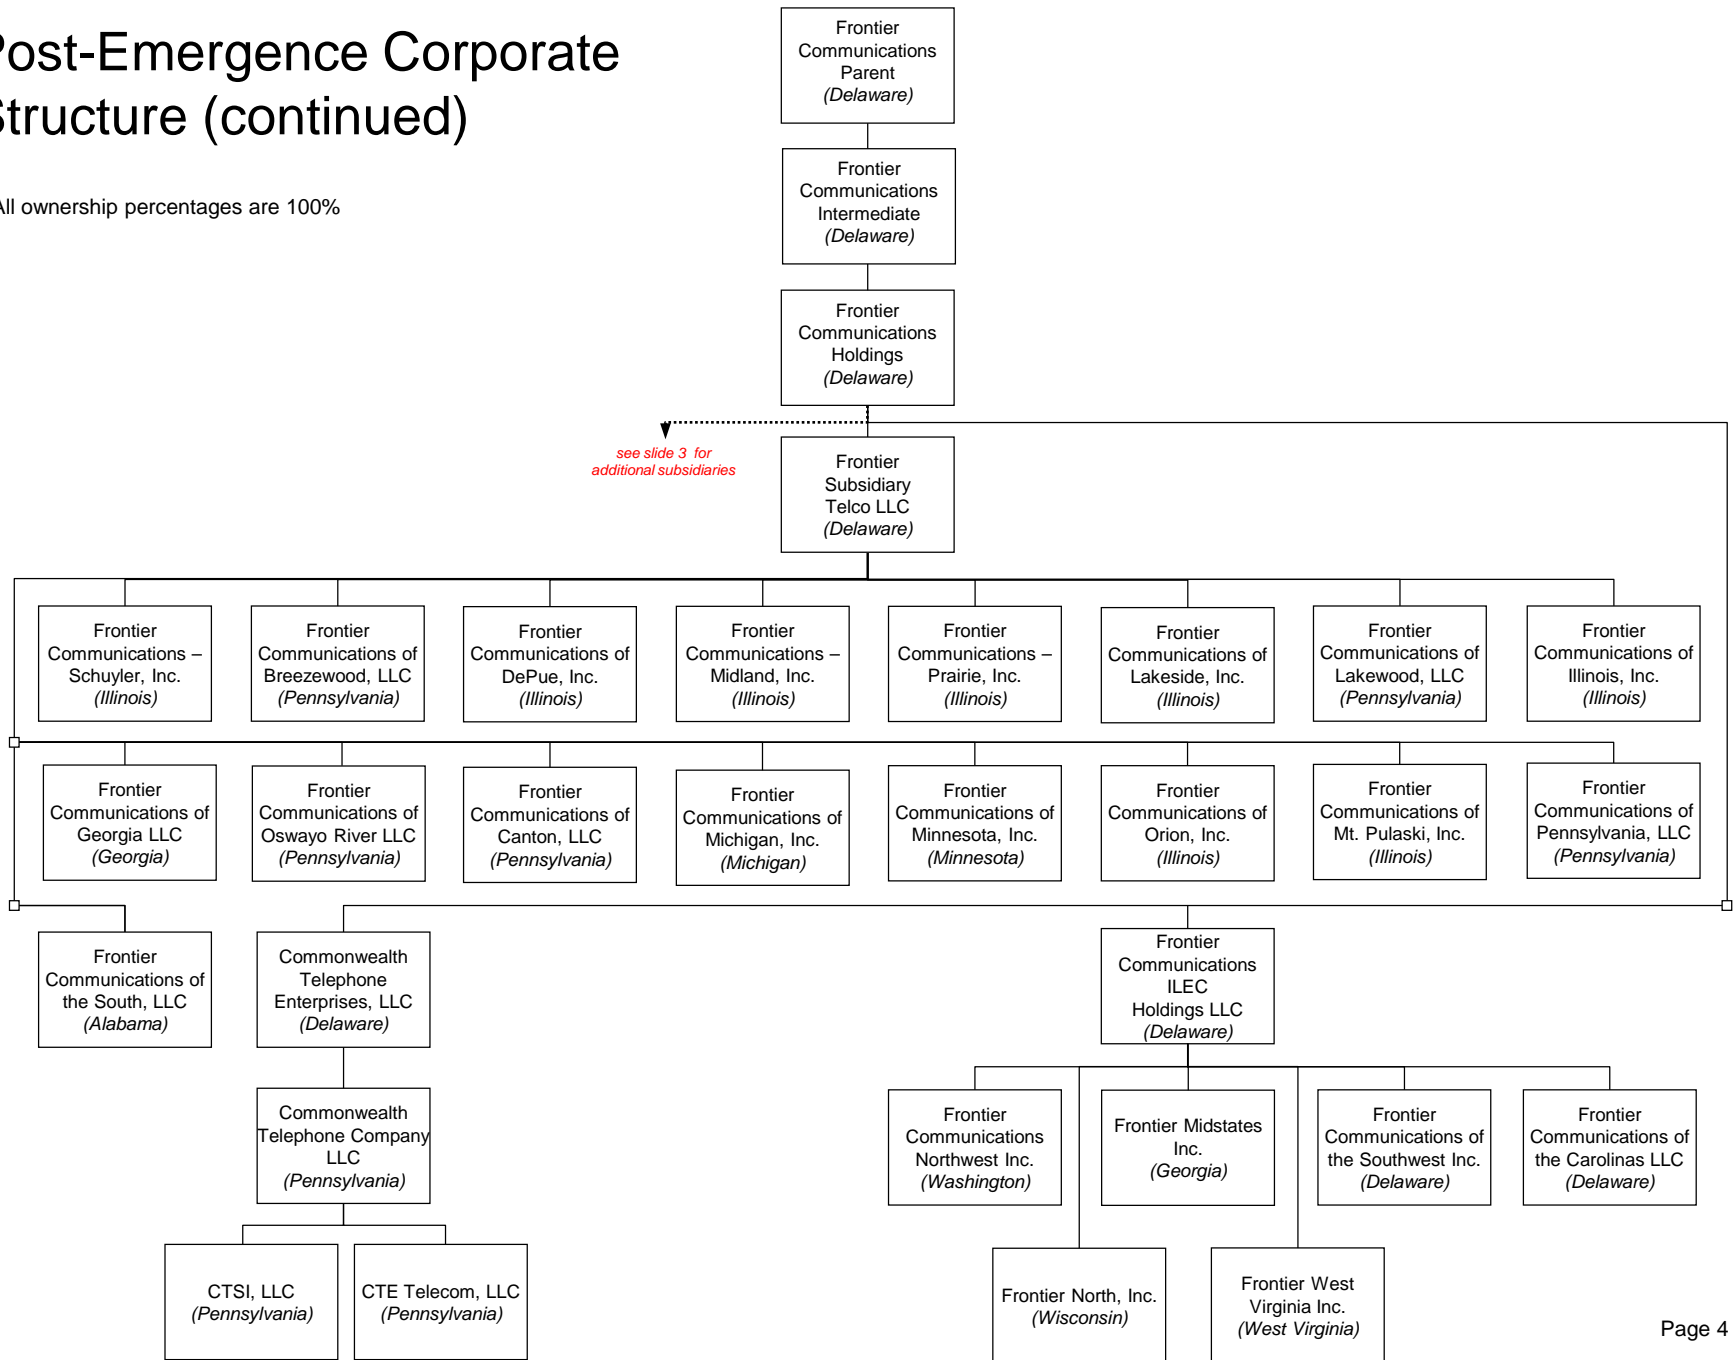 Post-Emergence Corporate
Structure (continued)
All ownership percentages are 100%
Frontier
Communications
Parent
(Delaware)
Frontier
Communications
Intermediate
(Delaware)
Frontier
Communications
Holdings
(Delaware)
see slide 3 for
additional subsidiaries
Frontier
Subsidiary
Telco LLC
(Delaware)
Frontier
Communications –
Schuyler, Inc.
(Illinois)
Frontier
Communications of
Breezewood, LLC
(Pennsylvania)
Frontier
Communications of
DePue, Inc.
(Illinois)
Frontier
Communications –
Midland, Inc.
(Illinois)
Frontier
Communications –
Prairie, Inc.
(Illinois)
Frontier
Communications of
Lakeside, Inc.
(Illinois)
Frontier
Communications of
Lakewood, LLC
(Pennsylvania)
Frontier
Communications of
Illinois, Inc.
(Illinois)
Frontier
Communications of
Georgia LLC
(Georgia)
Frontier
Communications of
Oswayo River LLC
(Pennsylvania)
Frontier
Communications of
Canton, LLC
(Pennsylvania)
Frontier
Communications of
Michigan, Inc.
(Michigan)
Frontier
Communications of
Minnesota, Inc.
(Minnesota)
Frontier
Communications of
Orion, Inc.
(Illinois)
Frontier
Communications of
Mt. Pulaski, Inc.
(Illinois)
Frontier
Communications of
Pennsylvania, LLC
(Pennsylvania)
Frontier
Communications of
the South, LLC
(Alabama)
Commonwealth
Telephone
Enterprises, LLC
(Delaware)
Frontier
Communications
ILEC
Holdings LLC
(Delaware)
Commonwealth
Telephone Company
LLC
(Pennsylvania)
Frontier
Communications
Northwest Inc.
(Washington)
Frontier Midstates
Inc.
(Georgia)
Frontier
Communications of
the Southwest Inc.
(Delaware)
Frontier
Communications of
the Carolinas LLC
(Delaware)
CTSI, LLC
(Pennsylvania)
CTE Telecom, LLC
(Pennsylvania)
Frontier North, Inc.
(Wisconsin)
Frontier West
Virginia Inc.
(West Virginia)
Page 4